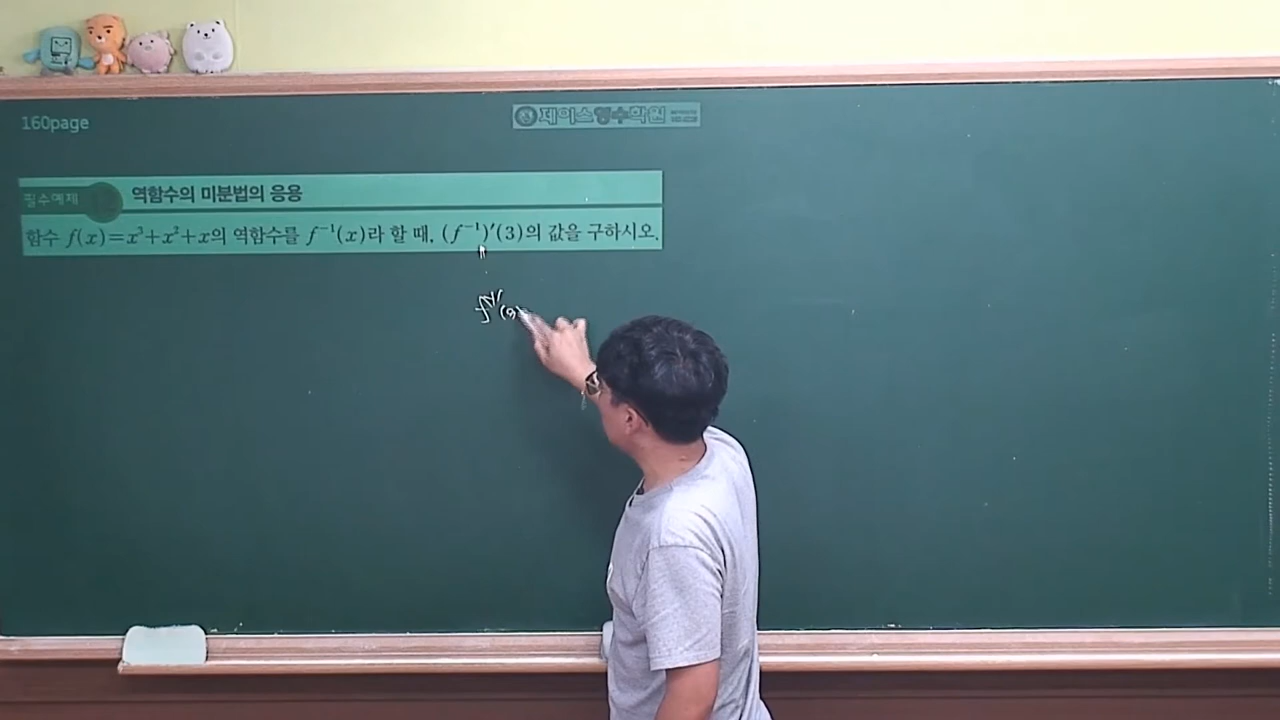 160page
제이스영수학원
필수예제
역함수의 미분법의 응용
함수 f(x)=x³+x²+x의 역함수를 f⁻¹(x)라 할 때, (f⁻¹)′(3)의 값을 구하시오.